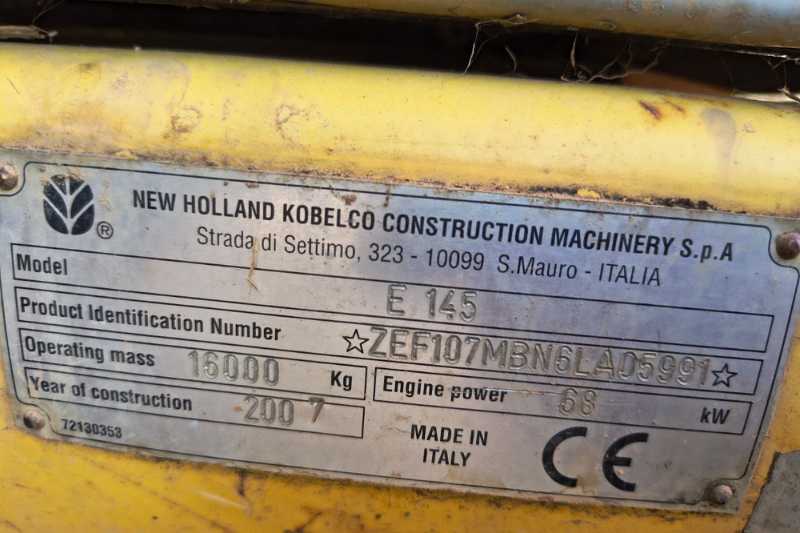 NEW HOLLAND KOBELCO CONSTRUCTION MACHINERY S.p.A
®
Strada di Settimo, 323 - 10099 S.Mauro - ITALIA
Model E 145
Product Identification Number ☆ZEF107MBN6LA05991☆
Operating mass 16000 Kg
Engine power 68 kW
Year of construction 2007
72130353
MADE IN
ITALY
CE